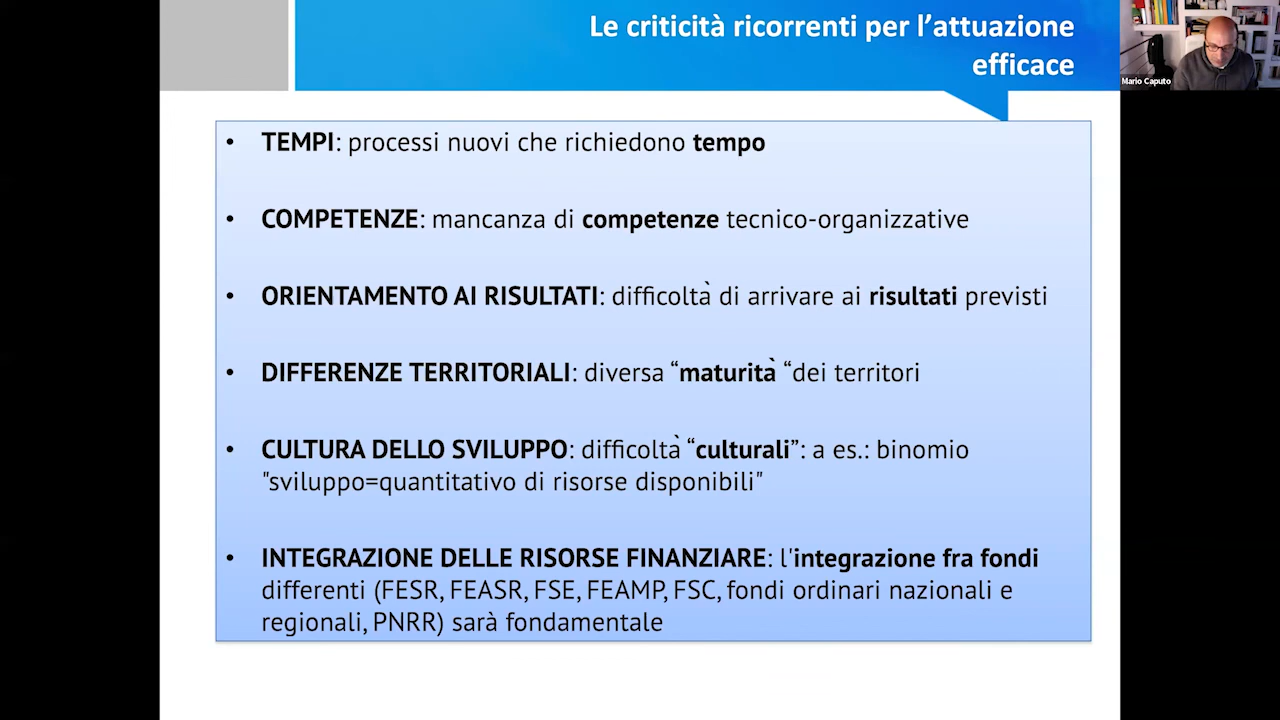 Le criticità ricorrenti per l’attuazione
efficace
Mario Caputo
• TEMPI: processi nuovi che richiedono tempo
• COMPETENZE: mancanza di competenze tecnico-organizzative
• ORIENTAMENTO AI RISULTATI: difficoltà di arrivare ai risultati previsti
• DIFFERENZE TERRITORIALI: diversa “maturità “dei territori
• CULTURA DELLO SVILUPPO: difficoltà “culturali”: a es.: binomio
"sviluppo=quantitativo di risorse disponibili"
• INTEGRAZIONE DELLE RISORSE FINANZIARE: l'integrazione fra fondi
differenti (FESR, FEASR, FSE, FEAMP, FSC, fondi ordinari nazionali e
regionali, PNRR) sarà fondamentale